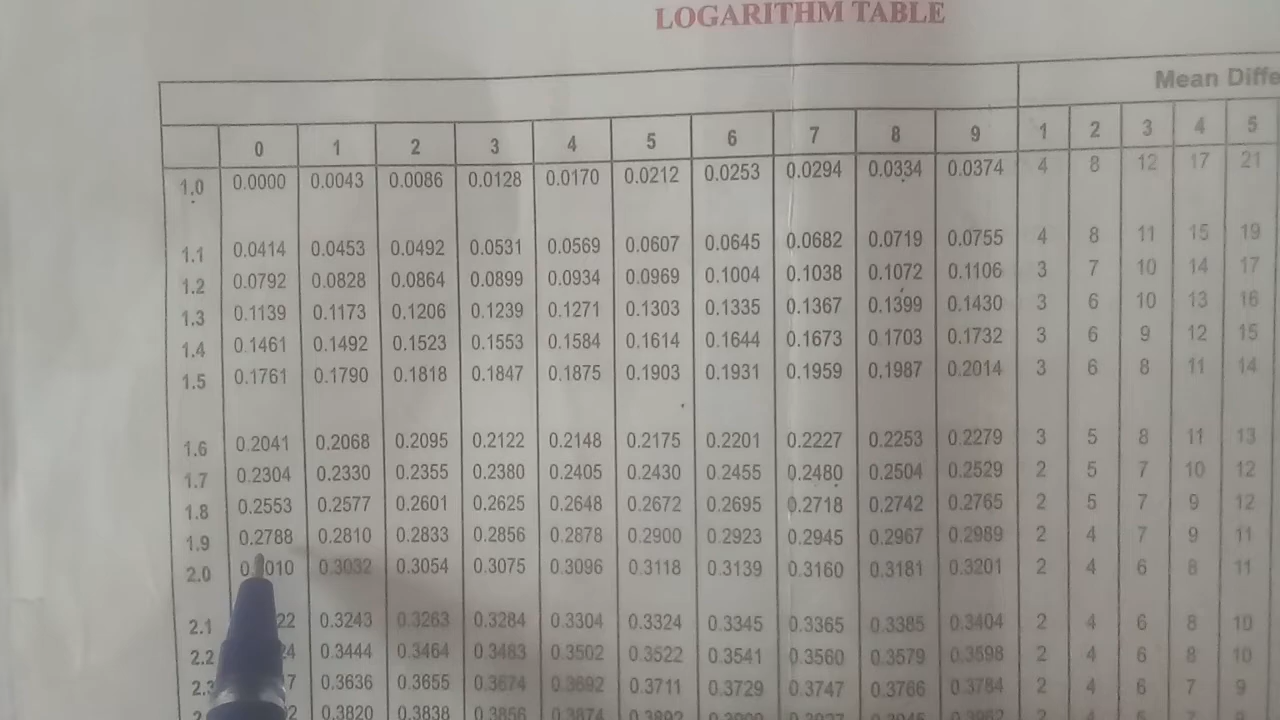 LOGARITHM TABLE
Mean Diffe
0 1 2 3 4 5 6 7 8 9 1 2 3 4 5
1.0 0.0000 0.0043 0.0086 0.0128 0.0170 0.0212 0.0253 0.0294 0.0334 0.0374 4 8 12 17 21
1.1 0.0414 0.0453 0.0492 0.0531 0.0569 0.0607 0.0645 0.0682 0.0719 0.0755 4 8 11 15 19
1.2 0.0792 0.0828 0.0864 0.0899 0.0934 0.0969 0.1004 0.1038 0.1072 0.1106 3 7 10 14 17
1.3 0.1139 0.1173 0.1206 0.1239 0.1271 0.1303 0.1335 0.1367 0.1399 0.1430 3 6 10 13 16
1.4 0.1461 0.1492 0.1523 0.1553 0.1584 0.1614 0.1644 0.1673 0.1703 0.1732 3 6 9 12 15
1.5 0.1761 0.1790 0.1818 0.1847 0.1875 0.1903 0.1931 0.1959 0.1987 0.2014 3 6 8 11 14
1.6 0.2041 0.2068 0.2095 0.2122 0.2148 0.2175 0.2201 0.2227 0.2253 0.2279 3 5 8 11 13
1.7 0.2304 0.2330 0.2355 0.2380 0.2405 0.2430 0.2455 0.2480 0.2504 0.2529 2 5 7 10 12
1.8 0.2553 0.2577 0.2601 0.2625 0.2648 0.2672 0.2695 0.2718 0.2742 0.2765 2 5 7 9 12
1.9 0.2788 0.2810 0.2833 0.2856 0.2878 0.2900 0.2923 0.2945 0.2967 0.2989 2 4 7 9 11
2.0 0.3032 0.3054 0.3075 0.3096 0.3118 0.3139 0.3160 0.3181 0.3201 2 4 6 8 11
2.1 22 0.3243 0.3263 0.3284 0.3304 0.3324 0.3345 0.3365 0.3385 0.3404 2 4 6 8 10
2.2 0.3444 0.3464 0.3483 0.3502 0.3522 0.3541 0.3560 0.3579 0.3598 2 4 6 8 10
2.3 0.3636 0.3655 0.3674 0.3692 0.3711 0.3729 0.3747 0.3766 0.3784 2 4 6 7 9
0.3820 0.3838 0.3856 0.3874